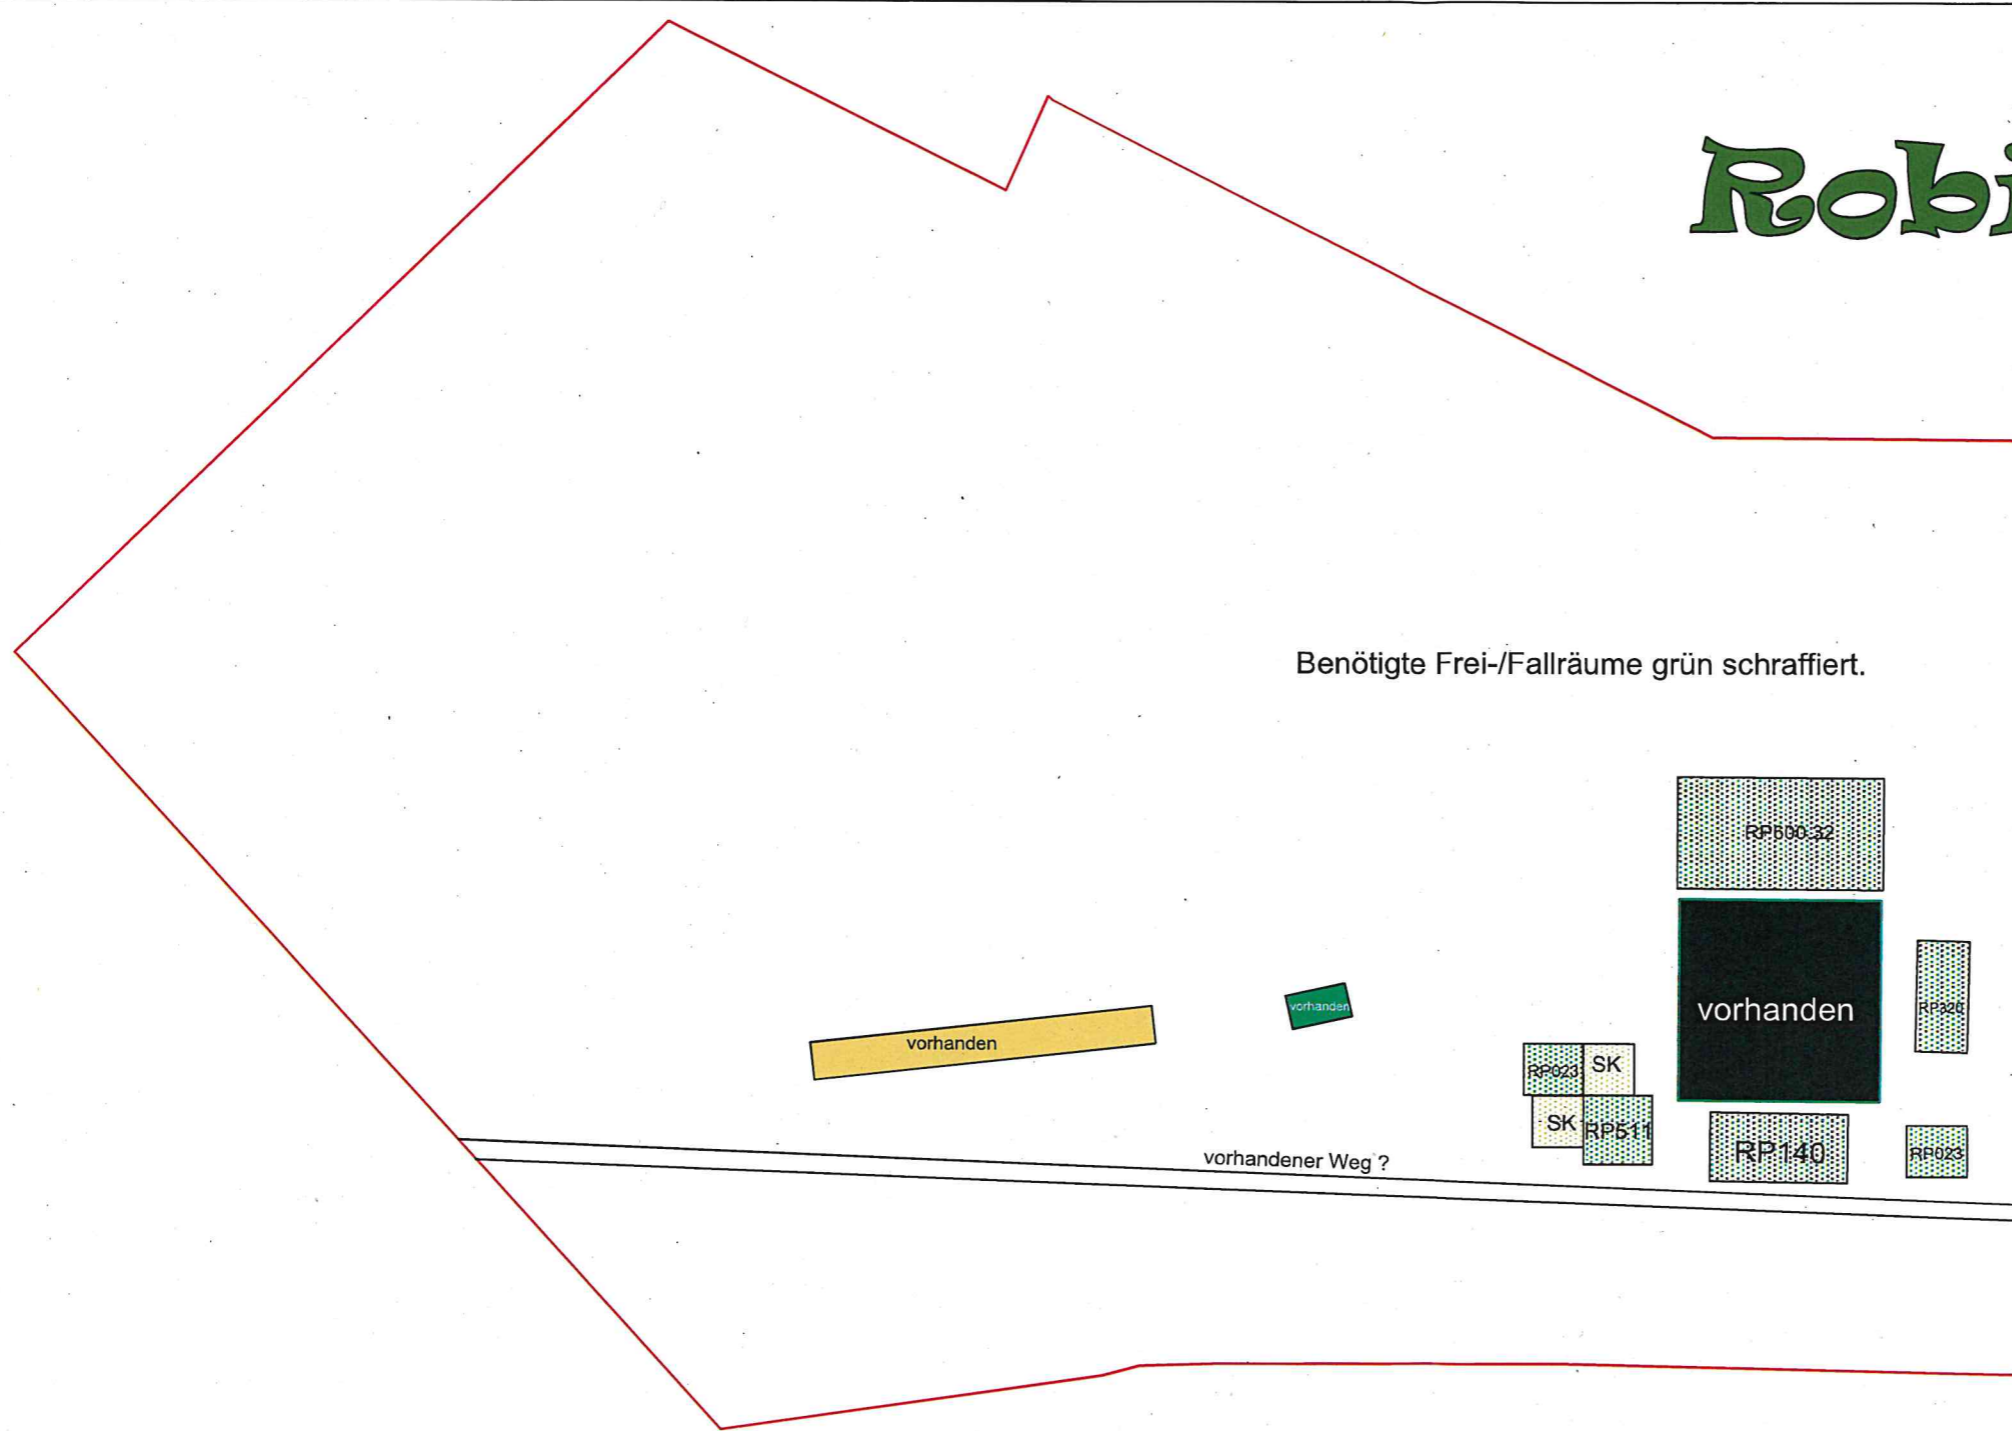 Robi
Benötigte Frei-/Fallräume grün schraffiert.
RP600.32
vorhanden
RP320
vorhanden
vorhanden
RP023
SK
SK
RP511
RP140
RP023
vorhandener Weg ?